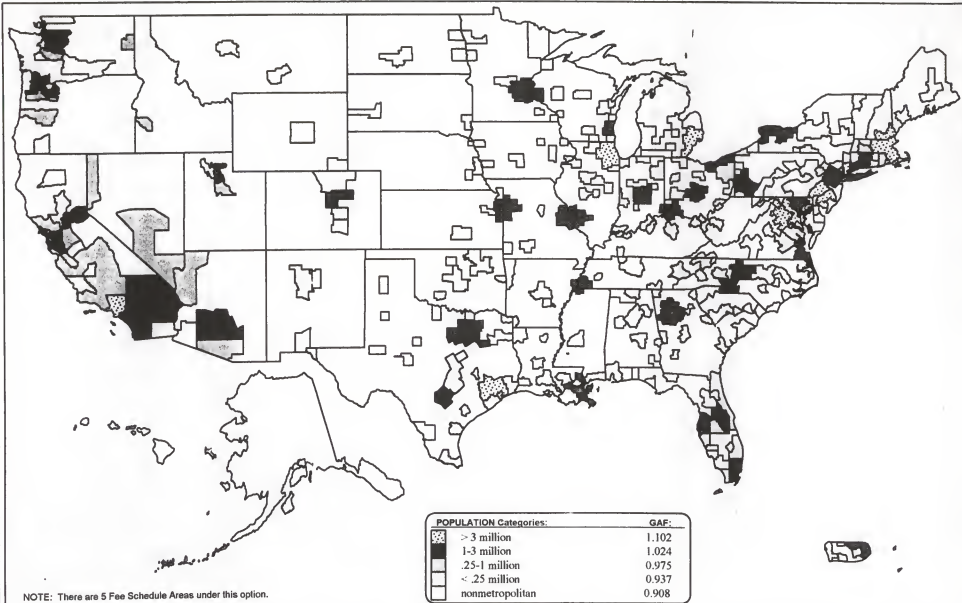 POPULATION Categories: GAF:
> 3 million 1.102
1-3 million 1.024
.25-1 million 0.975
< .25 million 0.937
nonmetropolitan 0.908
NOTE: There are 5 Fee Schedule Areas under this option.